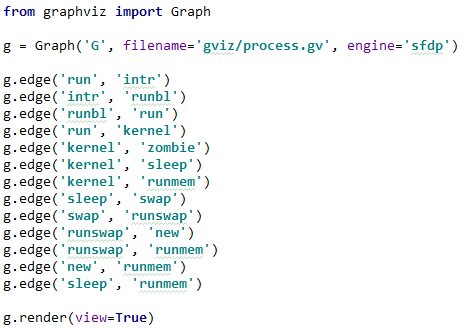 from graphviz import Graph
g = Graph('G', filename='gviz/process.gv', engine='sfdp')
g.edge('run', 'intr')
g.edge('intr', 'runbl')
g.edge('runbl', 'run')
g.edge('run', 'kernel')
g.edge('kernel', 'zombie')
g.edge('kernel', 'sleep')
g.edge('kernel', 'runmem')
g.edge('sleep', 'swap')
g.edge('swap', 'runswap')
g.edge('runswap', 'new')
g.edge('runswap', 'runmem')
g.edge('new', 'runmem')
g.edge('sleep', 'runmem')
g.render(view=True)